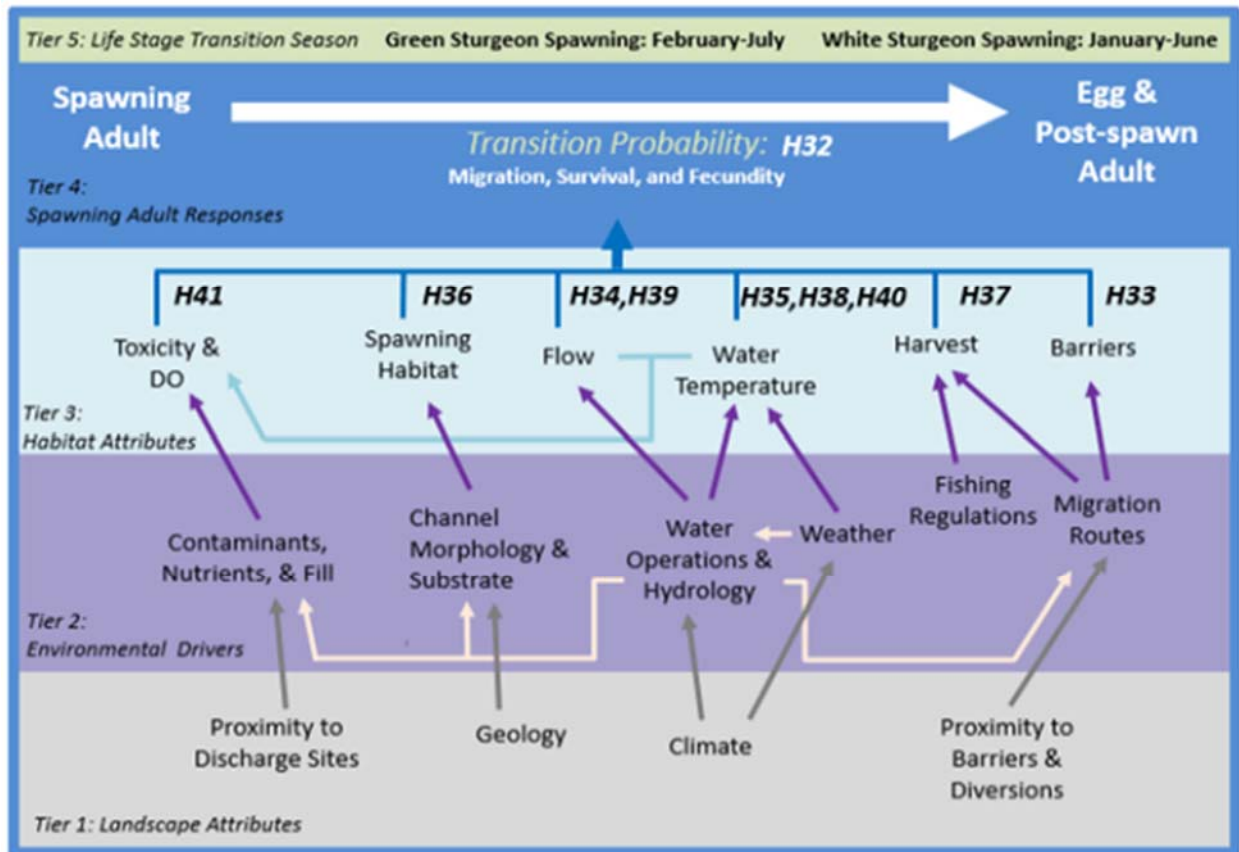 Tier 5: Life Stage Transition Season Green Sturgeon Spawning: February-July White Sturgeon Spawning: January-June
Spawning
Adult
Egg &
Post-spawn
Adult
Transition Probability: H32
Migration, Survival, and Fecundity
Tier 4:
Spawning Adult Responses
H41
H36
H34,H39
H35,H38,H40
H37
H33
Toxicity &
DO
Spawning
Habitat
Flow
Water
Temperature
Harvest
Barriers
Tier 3:
Habitat Attributes
Contaminants,
Nutrients, & Fill
Channel
Morphology &
Substrate
Water
Operations &
Hydrology
Weather
Fishing
Regulations
Migration
Routes
Tier 2:
Environmental Drivers
Proximity to
Discharge Sites
Geology
Climate
Proximity to
Barriers &
Diversions
Tier 1: Landscape Attributes